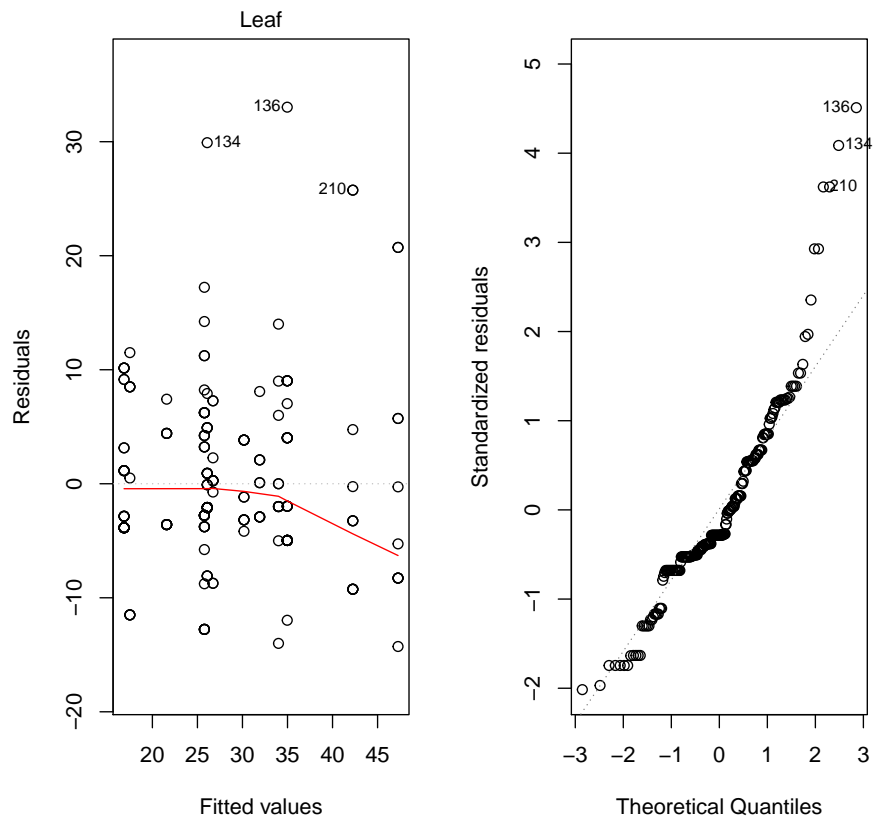 Leaf
Residuals
30
20
10
0
−10
−20
136
134
210
20 25 30 35 40 45
Fitted values
Standardized residuals
5
4
3
2
1
0
−1
−2
136
134
210
−3 −2 −1 0 1 2 3
Theoretical Quantiles